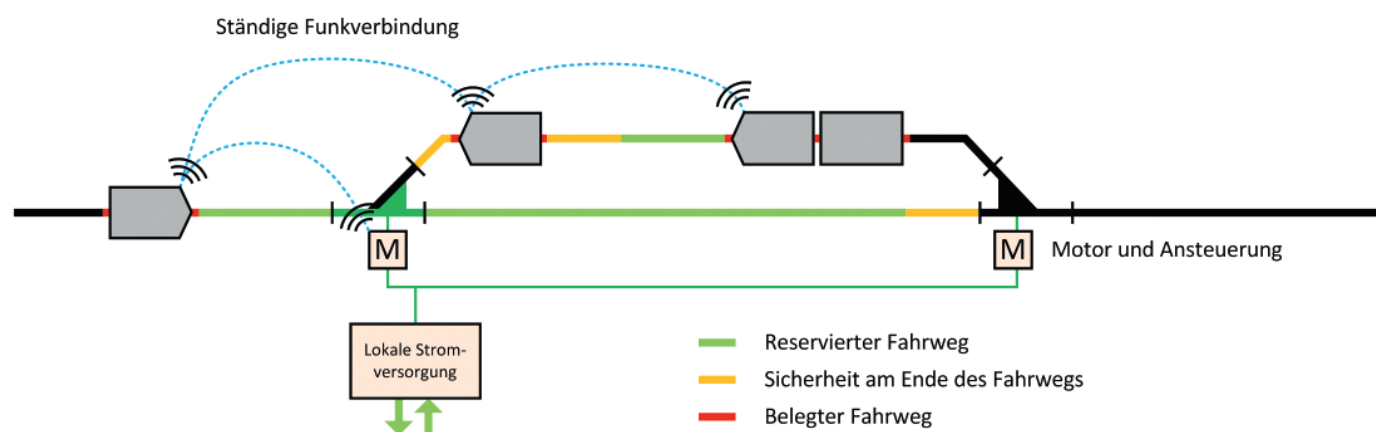 Ständige Funkverbindung
M
M
Motor und Ansteuerung
Lokale Strom-
versorgung
Reservierter Fahrweg
Sicherheit am Ende des Fahrwegs
Belegter Fahrweg